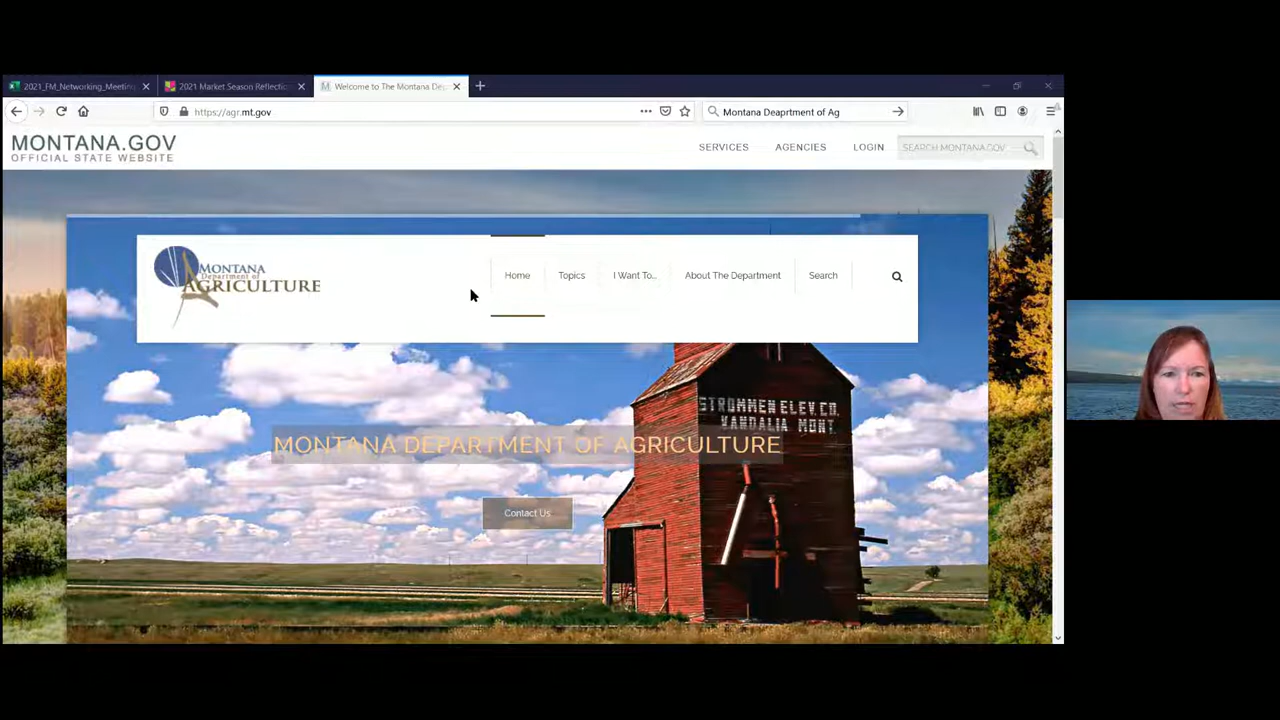 2021_FM_Networking_Meeting
2021 Market Season Reflectio
Welcome to The Montana Dep
https://agr.mt.gov
Montana Deaprtment of Ag
MONTANA.GOV
OFFICIAL STATE WEBSITE
SERVICES
AGENCIES
LOGIN
SEARCH MONTANA.GOV
MONTANA
Department of
AGRICULTURE
Home
Topics
I Want To...
About The Department
Search
STROMMEN ELEV. CO.
VANDALIA MONT.
MONTANA DEPARTMENT OF AGRICULTURE
Contact Us